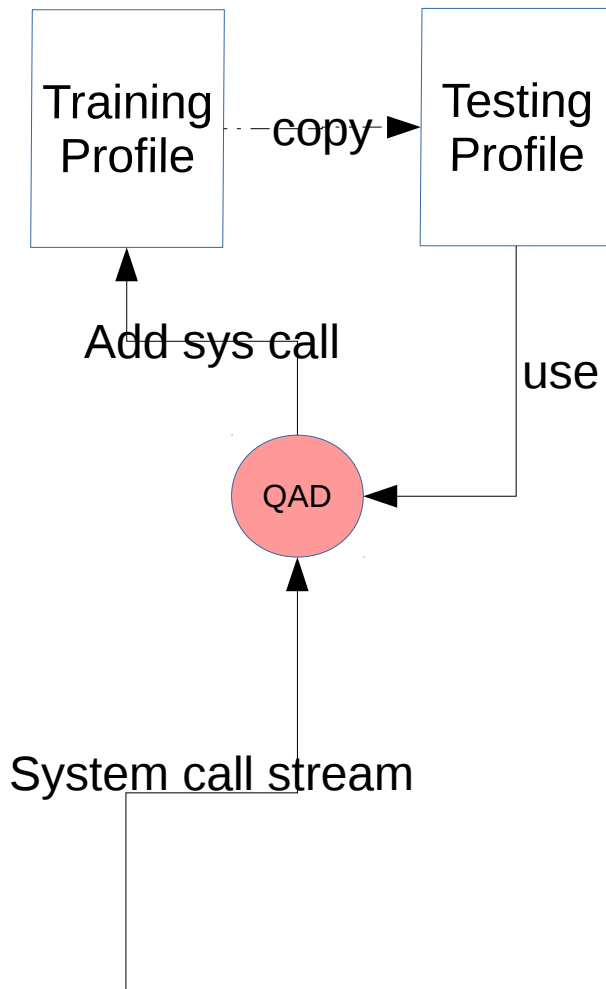 Training
Profile
copy
Testing
Profile
Add sys call
use
QAD
System call stream